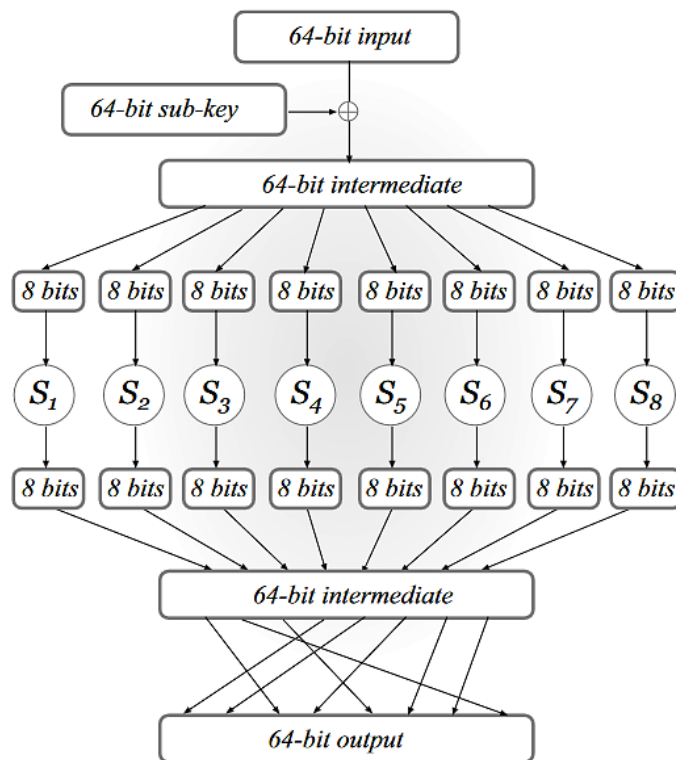 64-bit input
64-bit sub-key
64-bit intermediate
8 bits 8 bits 8 bits 8 bits 8 bits 8 bits 8 bits 8 bits
S1 S2 S3 S4 S5 S6 S7 S8
8 bits 8 bits 8 bits 8 bits 8 bits 8 bits 8 bits 8 bits
64-bit intermediate
64-bit output